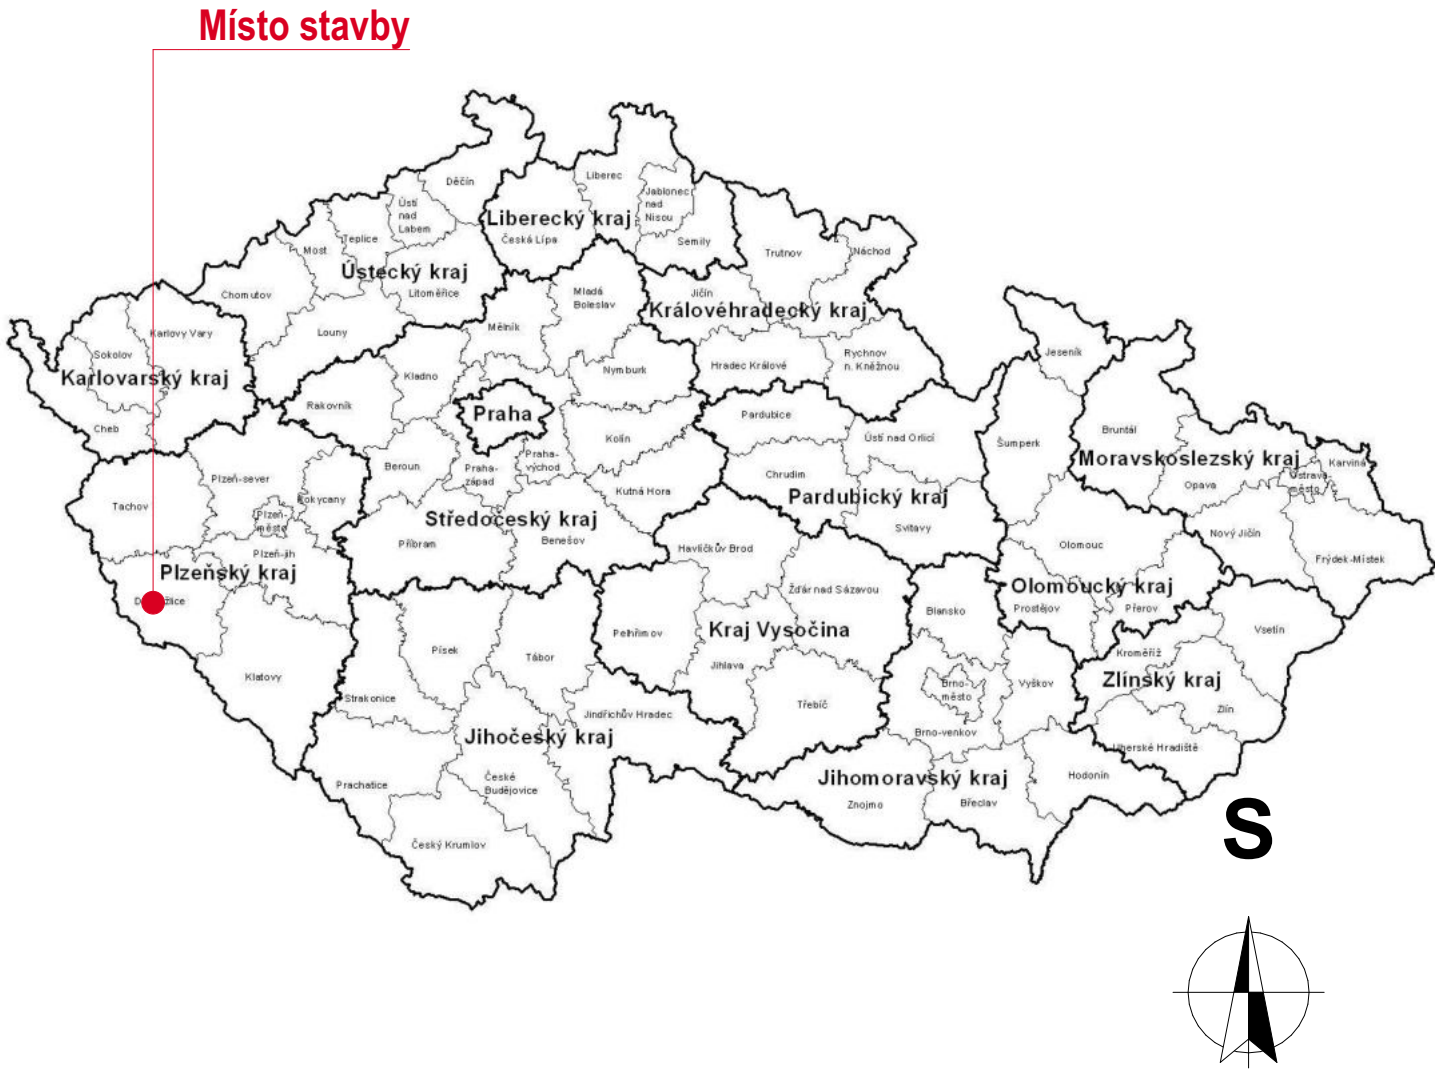 Místo stavby
Děčín
Liberec
Ústí
nad
Labem
Jablonec
nad
Nisou
Liberecký kraj
Česká Lípa
Semily
Teplice
Most
Trutnov
Náchod
Ústecký kraj
Litoměřice
Chomutov
Mladá
Boleslav
Jičín
Královéhradecký kraj
Louny
Mělník
Karlovy Vary
Sokolov
Karlovarský kraj
Cheb
Kladno
Nymburk
Hradec Králové
Rychnov
n. Kněžnou
Jeseník
Rakovník
Praha
Pardubice
Kolín
Ústí nad Orlicí
Šumperk
Bruntál
Moravskoslezský kraj
Karviná
Ostrava-
město
Opava
Beroun
Praha-
západ
Praha-
východ
Kutná Hora
Chrudim
Pardubický kraj
Plzeň-sever
Rokycany
Tachov
Plzeň-
město
Středočeský kraj
Příbram
Benešov
Svitavy
Nový Jičín
Frýdek-Místek
Plzeň-jih
Plzeňský kraj
Havlíčkův Brod
Olomouc
Olomoucký kraj
Prostějov
Přerov
Žďár nad Sázavou
Blansko
Pelhřimov
Kraj Vysočina
Jihlava
Vsetín
Kroměříž
Zlínský kraj
Zlín
Písek
Tábor
Klatovy
Strakonice
Třebíč
Brno-
město
Vyškov
Jindřichův Hradec
Jihočeský kraj
Brno-venkov
Uherské Hradiště
Prachatice
České
Budějovice
Jihomoravský kraj
Znojmo
Břeclav
Hodonín
Český Krumlov
S